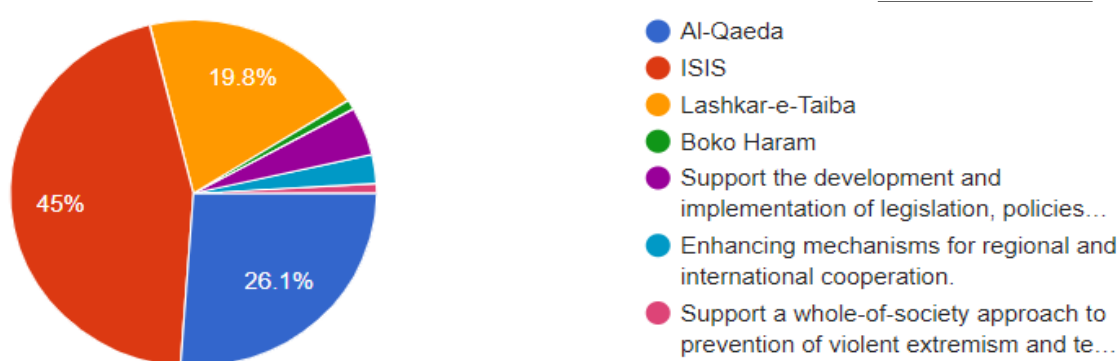 19.8%
45%
26.1%
Al-Qaeda
ISIS
Lashkar-e-Taiba
Boko Haram
Support the development and
implementation of legislation, policies…
Enhancing mechanisms for regional and
international cooperation.
Support a whole-of-society approach to
prevention of violent extremism and te…